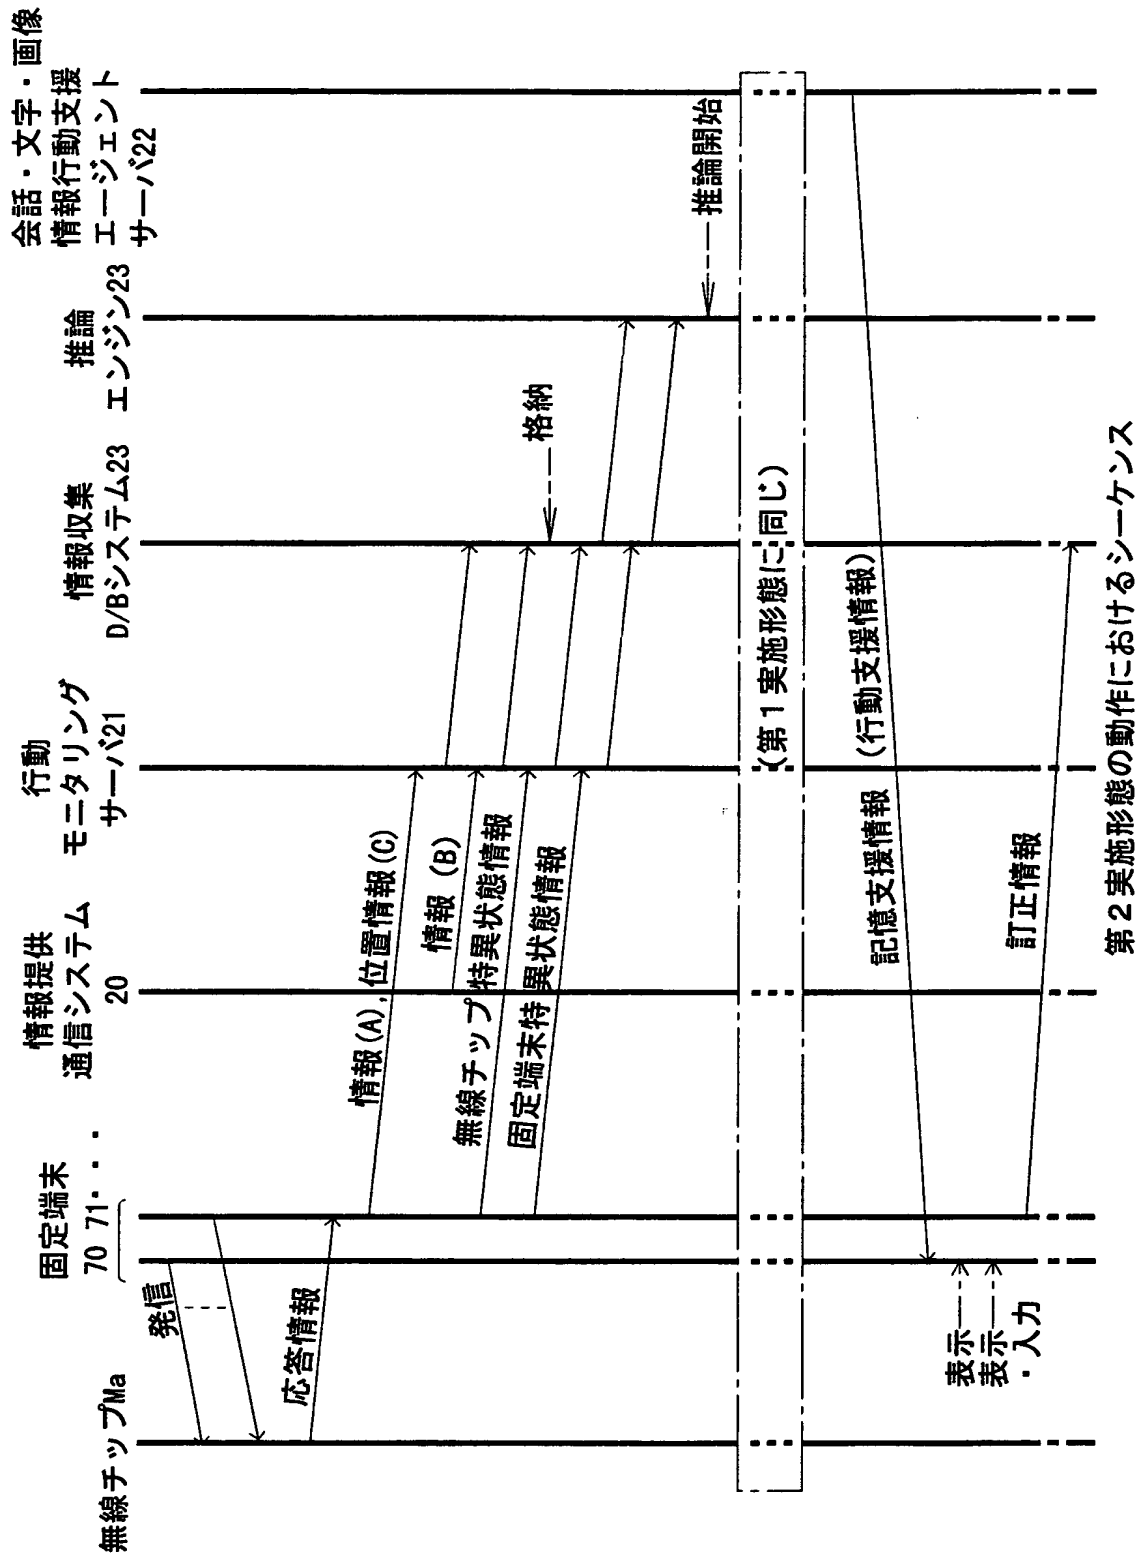 無線チップMa
固定端末
70 71・・・
情報提供
通信システム
20
行動
モニタリング
サーバ21
情報収集
D/Bシステム23
推論
エンジン23
会話・文字・画像
情報行動支援
エージェント
サーバ22
発信
応答情報
情報(A),位置情報(C)
情報(B)
無線チップ特異状態情報
固定端末特異状態情報
格納
推論開始
(第1実施形態に同じ)
記憶支援情報 (行動支援情報)
表示
表示
・入力
訂正情報
第2実施形態の動作におけるシーケンス